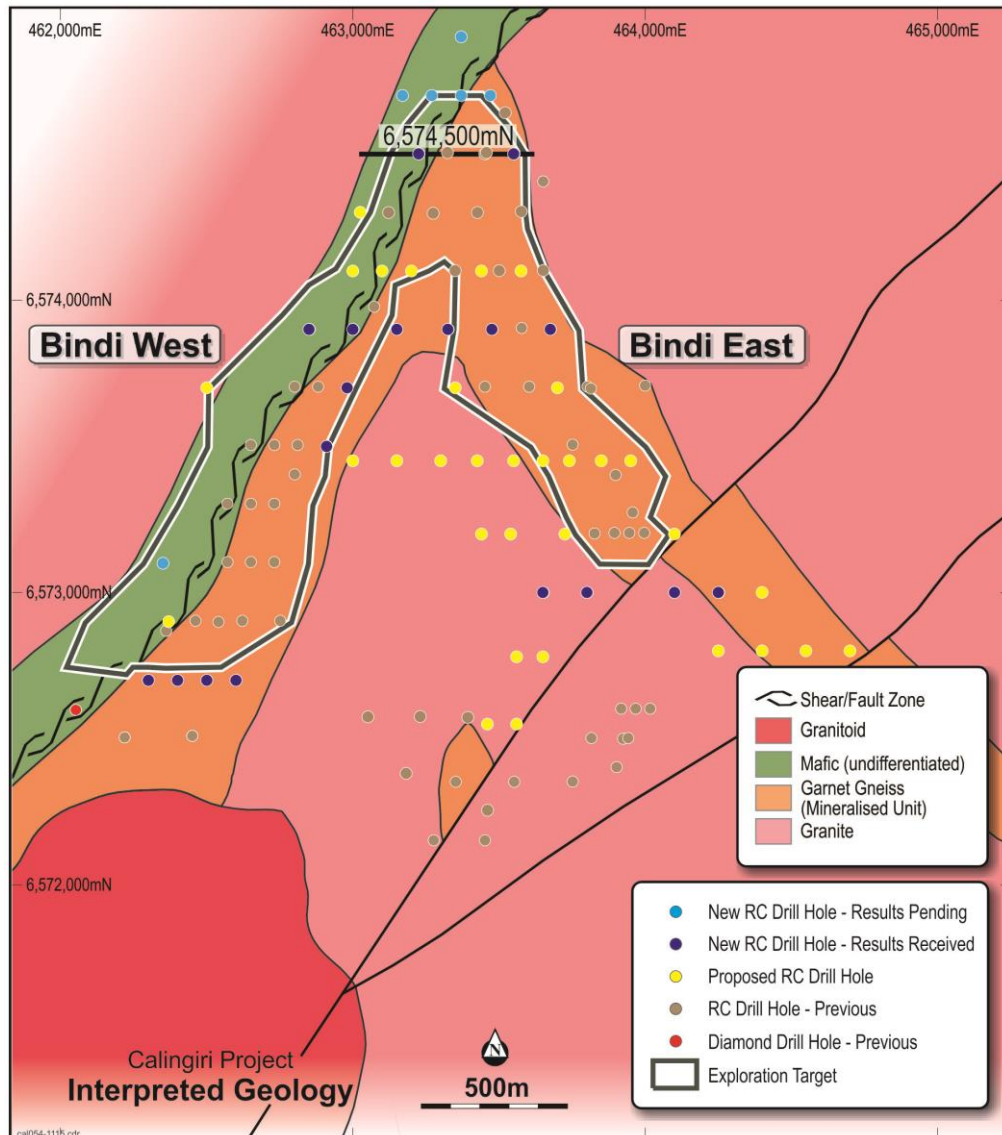 462,000mE
463,000mE
464,000mE
465,000mE
6,574,500mN
6,574,000mN
Bindi West
Bindi East
6,573,000mN
Shear/Fault Zone
Granitoid
Mafic (undifferentiated)
Garnet Gneiss
(Mineralised Unit)
Granite
6,572,000mN
New RC Drill Hole - Results Pending
New RC Drill Hole - Results Received
Proposed RC Drill Hole
RC Drill Hole - Previous
Diamond Drill Hole - Previous
Exploration Target
Calingiri Project
Interpreted Geology
N
500m